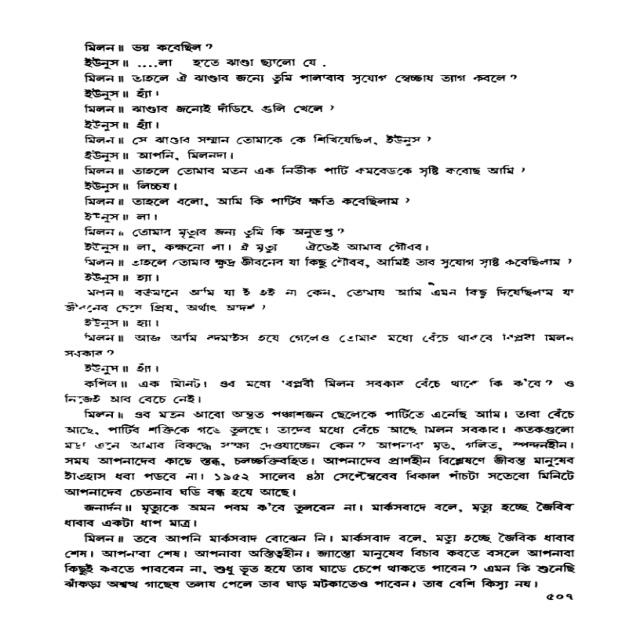 মিলন॥ ভয় করেছিল?
ইউনুস॥ ....না হাতে ঝাণ্ডা ছিলো যে।
মিলন॥ তাহলে ঐ ঝাণ্ডার জন্যে তুমি পালাবার সুযোগ স্বেচ্ছায় ত্যাগ করলে?
ইউনুস॥ হ্যাঁ।
মিলন॥ ঝাণ্ডার জন্যেই দাঁড়িয়ে গুলি খেলে?
ইউনুস॥ হ্যাঁ।
মিলন॥ সে ঝাণ্ডার সম্মান তোমাকে কে শিখিয়েছিল, ইউনুস?
ইউনুস॥ আপনি, মিলনদা।
মিলন॥ তাহলে তোমার মতন এক নির্ভীক পার্টি কমরেডকে সৃষ্টি করেছি আমি?
ইউনুস॥ নিশ্চয়।
মিলন॥ তাহলে বলো, আমি কি পার্টির ক্ষতি করেছিলাম?
ইউনুস॥ না।
মিলন॥ তোমার মৃত্যুর জন্য তুমি কি অনুতপ্ত?
ইউনুস॥ না, কক্ষনো না। ঐ মৃত্যু ঐতেই আমার গৌরব।
মিলন॥ তাহলে তোমার ক্ষুদ্র জীবনের যা কিছু গৌরব, আমিই তার সুযোগ সৃষ্টি করেছিলাম?
ইউনুস॥ হ্যাঁ।
মিলন॥ বর্তমানে আমি যা ই হই না কেন, তোমায় আমি এমন কিছু দিয়েছিলাম যা
জীবনের চেয়ে প্রিয়, অর্থাৎ আদর্শ?
ইউনুস॥ হ্যাঁ।
মিলন॥ আজ আমি বদমাইস হয়ে গেলেও তোমার মধ্যে বেঁচে থাকবে বিপ্লবী মিলন
সরকার?
ইউনুস॥ হ্যাঁ।
কপিল॥ এক মিনিট। ওর মধ্যে বিপ্লবী মিলন সরকার বেঁচে থাকে কি ক'রে? ও
নিজেই আর বেঁচে নেই।
মিলন॥ ওর মতন আরো অন্তত পঞ্চাশজন ছেলেকে পার্টিতে এনেছি আমি। তারা বেঁচে
আছে, পার্টির শক্তিকে গড়ে তুলছে। তাদের মধ্যে বেঁচে আছে মিলন সরকার। কতকগুলো
মড়া এনে আমার বিরুদ্ধে সাক্ষ্য দেওয়াচ্ছেন কেন? আপনারা মৃত, গলিত, স্পন্দনহীন।
সময় আপনাদের কাছে স্তব্ধ, চলচ্ছক্তিরহিত। আপনাদের প্রাণহীন বিশ্লেষণে জীবন্ত মানুষের
ইতিহাস ধরা পড়বে না। ১৯৫২ সালের ৪ঠা সেপ্টেম্বরের বিকাল পাঁচটা সতেরো মিনিটে
আপনাদের চেতনার ঘড়ি বন্ধ হয়ে আছে।
জনার্দন॥ মৃত্যুকে অমন পরম ক'রে তুলবেন না। মার্কসবাদে বলে, মৃত্যু হচ্ছে জৈবিক
ধারার একটা ধাপ মাত্র।
মিলন॥ তবে আপনি মার্কসবাদ বোঝেন নি। মার্কসবাদ বলে, মৃত্যু হচ্ছে জৈবিক ধারার
শেষ। আপনারা শেষ। আপনারা অস্তিত্বহীন। জ্যান্তো মানুষের বিচার করতে বসলে আপনারা
কিছুই করতে পারবেন না, শুধু ভূত হয়ে তার ঘাড়ে চেপে থাকতে পারেন? এমন কি শুনেছি
ঝাঁকড়া অশ্বত্থ গাছের তলায় পেলে তার ঘাড় মটকাতেও পারেন। তার বেশি কিস্যু নয়।
৫০৭